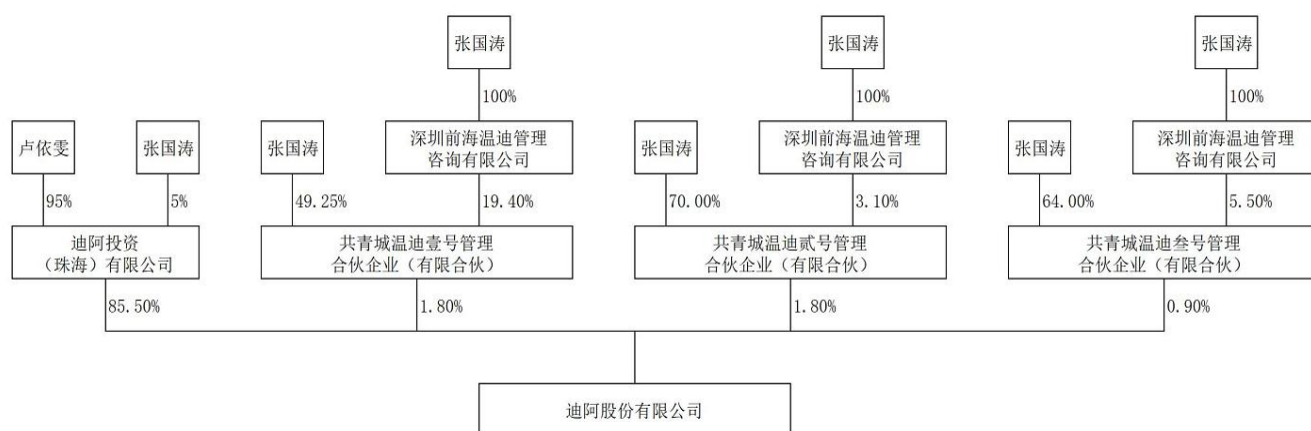 张国涛
张国涛
张国涛
100%
100%
100%
卢依雯
张国涛
张国涛
深圳前海温迪管理
咨询有限公司
张国涛
深圳前海温迪管理
咨询有限公司
张国涛
深圳前海温迪管理
咨询有限公司
95%
5%
49.25%
19.40%
70.00%
3.10%
64.00%
5.50%
迪阿投资
（珠海）有限公司
共青城温迪壹号管理
合伙企业（有限合伙）
共青城温迪贰号管理
合伙企业（有限合伙）
共青城温迪叁号管理
合伙企业（有限合伙）
85.50%
1.80%
1.80%
0.90%
迪阿股份有限公司